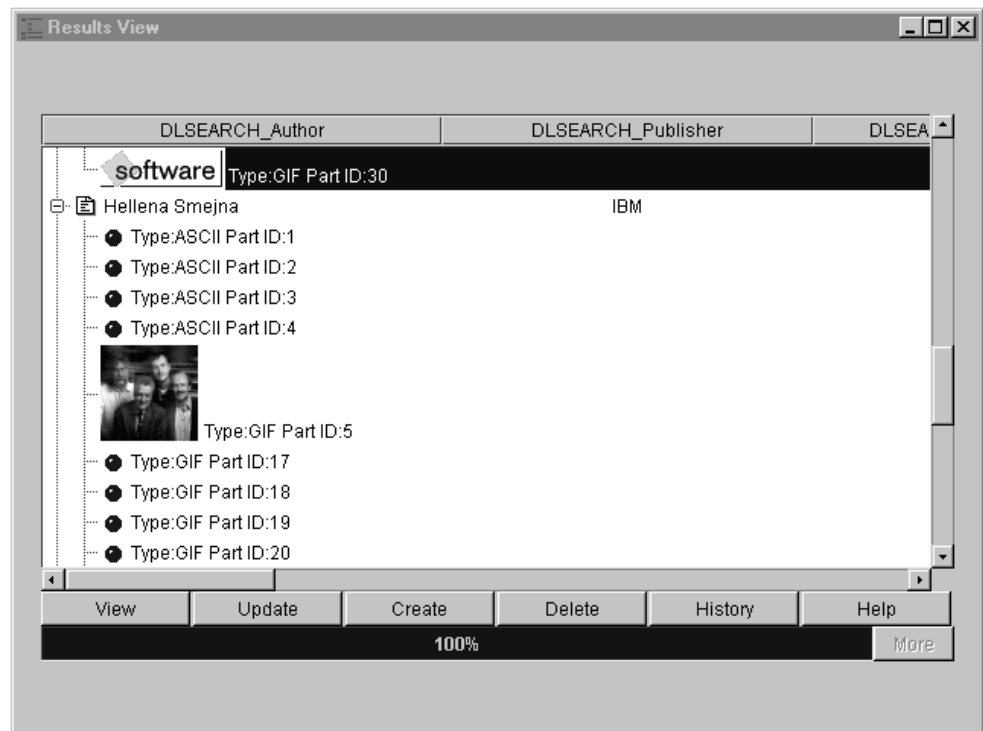 Results View
DLSEARCH_Author DLSEARCH_Publisher DLSEA
software Type:GIF Part ID:30
Hellena Smejna IBM
Type:ASCII Part ID:1
Type:ASCII Part ID:2
Type:ASCII Part ID:3
Type:ASCII Part ID:4
Type:GIF Part ID:5
Type:GIF Part ID:17
Type:GIF Part ID:18
Type:GIF Part ID:19
Type:GIF Part ID:20
View Update Create Delete History Help
100% More